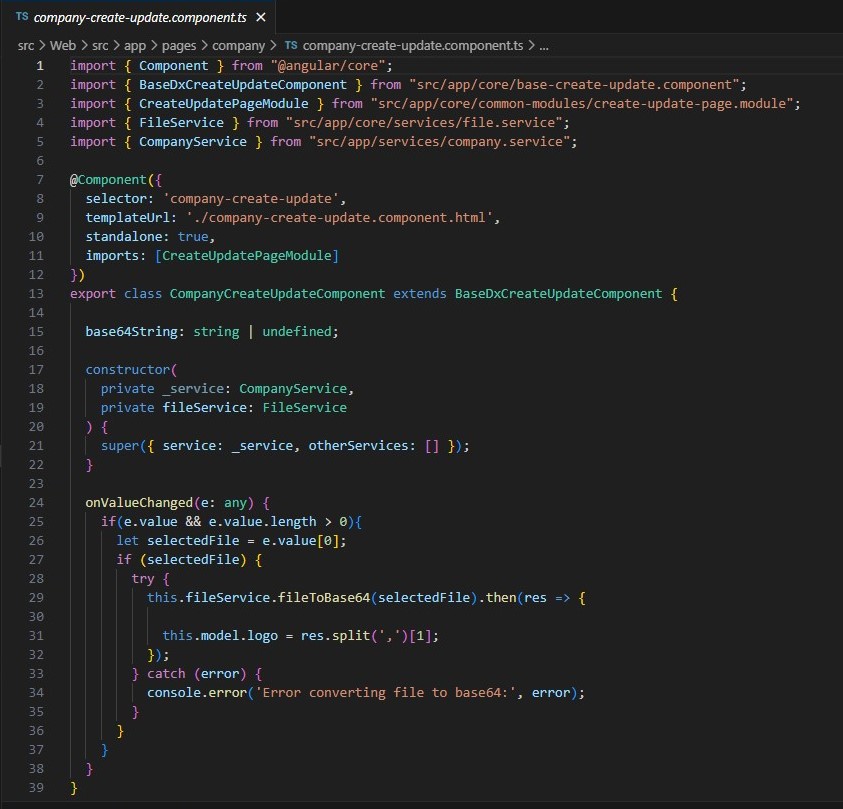 TS company-create-update.component.ts ×
src > Web > src > app > pages > company > TS company-create-update.component.ts > ...
1 import { Component } from "@angular/core";
2 import { BaseDxCreateUpdateComponent } from "src/app/core/base-create-update.component";
3 import { CreateUpdatePageModule } from "src/app/core/common-modules/create-update-page.module";
4 import { FileService } from "src/app/core/services/file.service";
5 import { CompanyService } from "src/app/services/company.service";
6
7 @Component({
8   selector: 'company-create-update',
9   templateUrl: './company-create-update.component.html',
10   standalone: true,
11   imports: [CreateUpdatePageModule]
12 })
13 export class CompanyCreateUpdateComponent extends BaseDxCreateUpdateComponent {
14
15   base64String: string | undefined;
16
17   constructor(
18     private _service: CompanyService,
19     private fileService: FileService
20   ) {
21     super({ service: _service, otherServices: [] });
22   }
23
24   onValueChanged(e: any) {
25     if(e.value && e.value.length > 0){
26       let selectedFile = e.value[0];
27       if (selectedFile) {
28         try {
29           this.fileService.fileToBase64(selectedFile).then(res => {
30
31             this.model.logo = res.split(',')[1];
32           });
33         } catch (error) {
34           console.error('Error converting file to base64:', error);
35         }
36       }
37     }
38   }
39 }